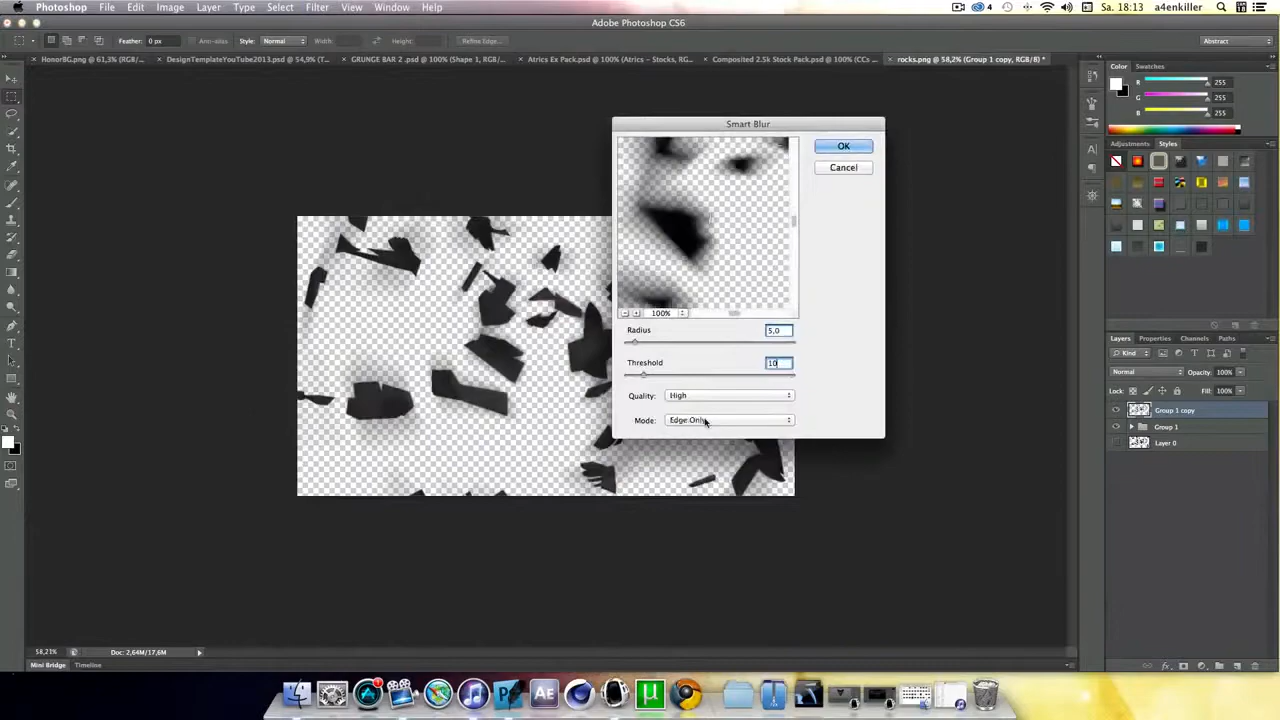 Photoshop File Edit Image Layer Type Select Filter View Window Help
4
Sa. 18:13 a4enkiller
Adobe Photoshop CS6
Feather: 0 px Anti-alias Style: Normal Width: Height: Refine Edge...
Abstract
HonorBG.png @ 61,3% (RGB/...
DesignTemplateYouTube2013.psd @ 54,9% (T...
GRUNGE BAR 2 .psd @ 100% (Shape 1, RGB/...
Atrics Ex Pack.psd @ 100% (Atrics – Stocks, RG...
Composited 2.5k Stock Pack.psd @ 100% (CCs ...
rocks.png @ 58,2% (Group 1 copy, RGB/8) *
Color Swatches
R 255
G 255
B 255
Smart Blur
OK
Cancel
Adjustments Styles
100%
Radius 5,0
Threshold 10
Quality: High
Mode: Edge Only
Layers Properties Channels Paths
Kind
Normal Opacity: 100%
Lock: Fill: 100%
Group 1 copy
Group 1
Layer 0
58,21% Doc: 2,64M/17,6M
Mini Bridge Timeline
AE